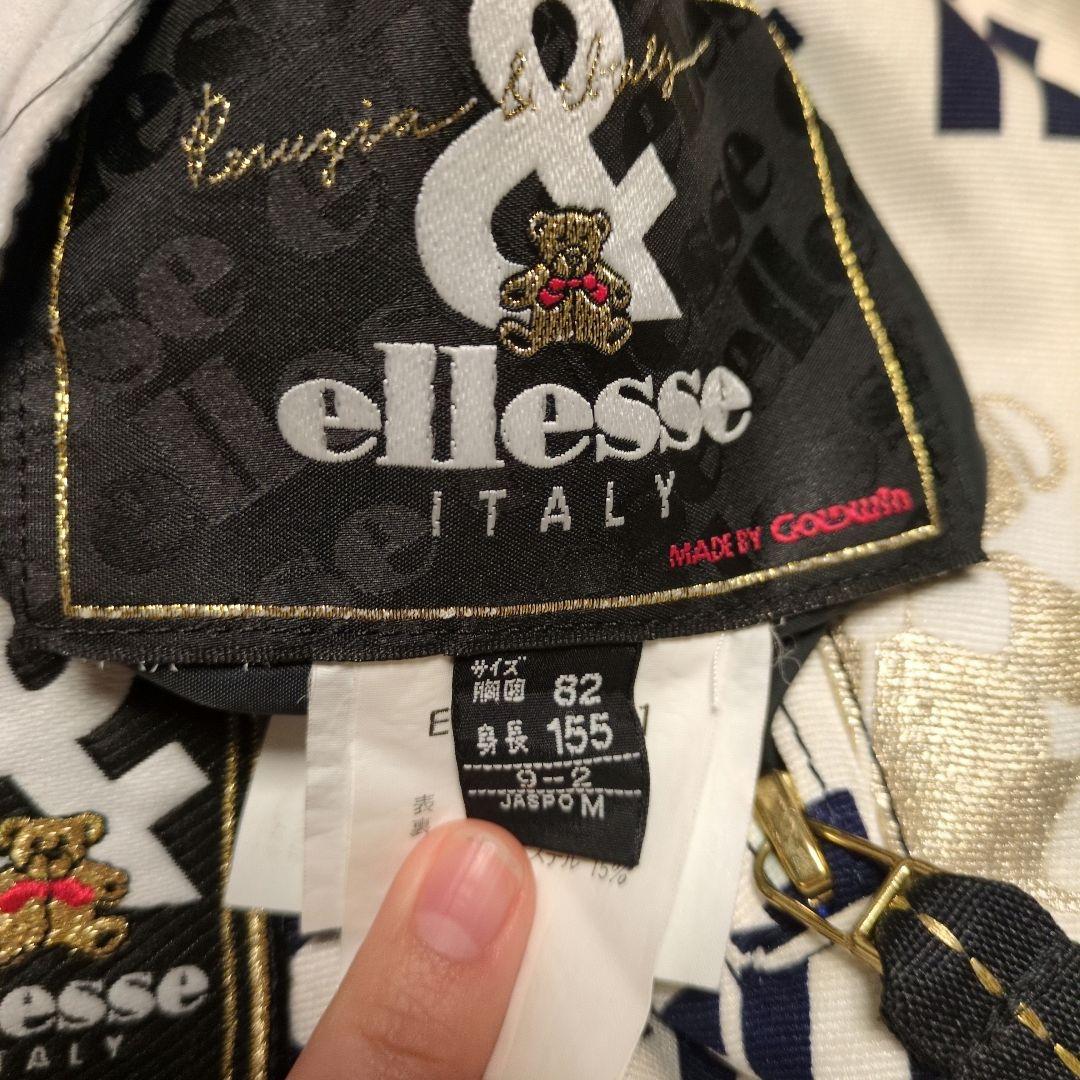 Perugia & Italy
&
ellesse
ITALY
MADE BY GOLDWIN
サイズ
胸囲 82
身長 155
9-2
JASPO M
15%
&
ellesse
ITALY